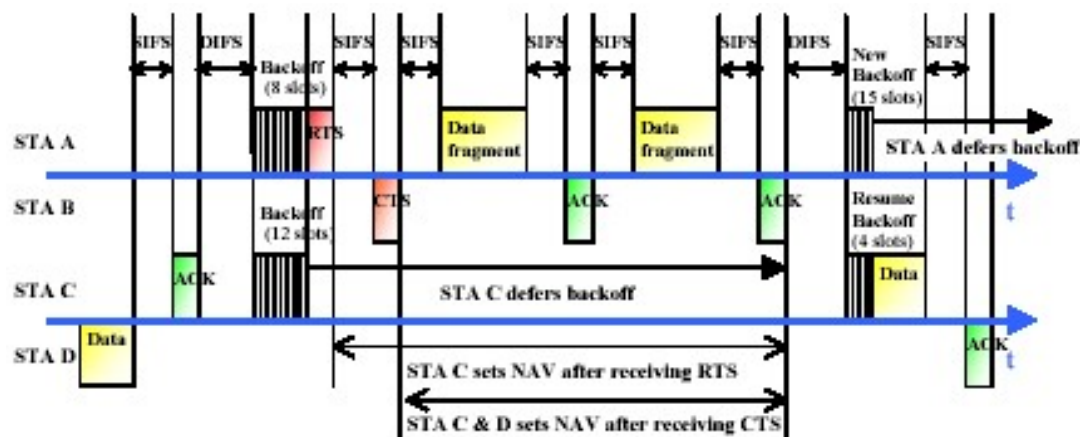 SIFS DIFS SIFS SIFS SIFS SIFS SIFS DIFS SIFS
Backoff
(8 slots)
New
Backoff
(15 slots)
STA A
RTS
Data
fragment
Data
fragment
STA A defers backoff
STA B
CTS
ACK
ACK
t
Backoff
(12 slots)
Resume
Backoff
(4 slots)
STA C
ACK
STA C defers backoff
Data
STA D
Data
ACK
t
STA C sets NAV after receiving RTS
STA C & D sets NAV after receiving CTS